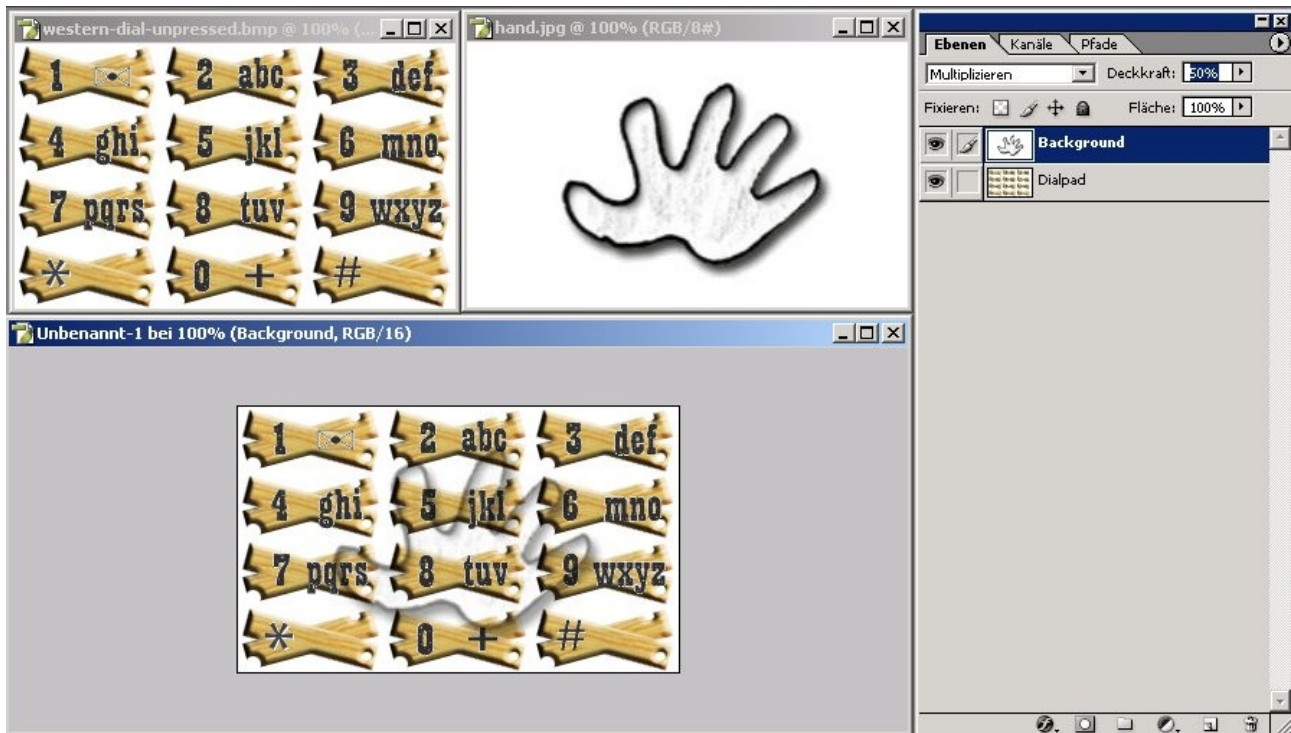 western-dial-unpressed.bmp @ 100% (...
1
2 abc
3 def
4 ghi
5 jkl
6 mno
7 pqrs
8 tuv
9 wxyz
*
0 +
#
hand.jpg @ 100% (RGB/8#)
Unbenannt-1 bei 100% (Background, RGB/16)
1
2 abc
3 def
4 ghi
5 jkl
6 mno
7 pqrs
8 tuv
9 wxyz
*
0 +
#
Ebenen Kanäle Pfade
Multiplizieren Deckkraft: 50%
Fixieren: Fläche: 100%
Background
Dialpad